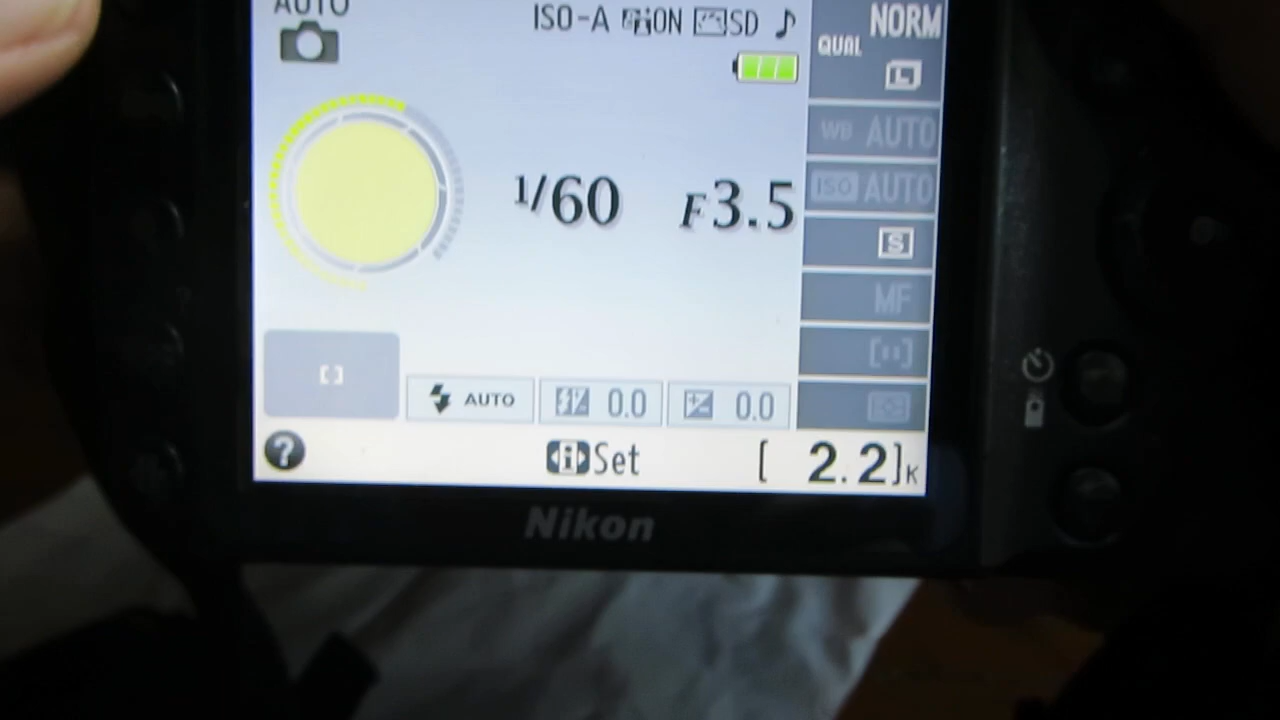 AUTO
ISO-A ON SD
NORM
QUAL
L
WB AUTO
ISO AUTO
1/60 F3.5
S
MF
AUTO 0.0 0.0
? i Set [ 2.2]K
Nikon